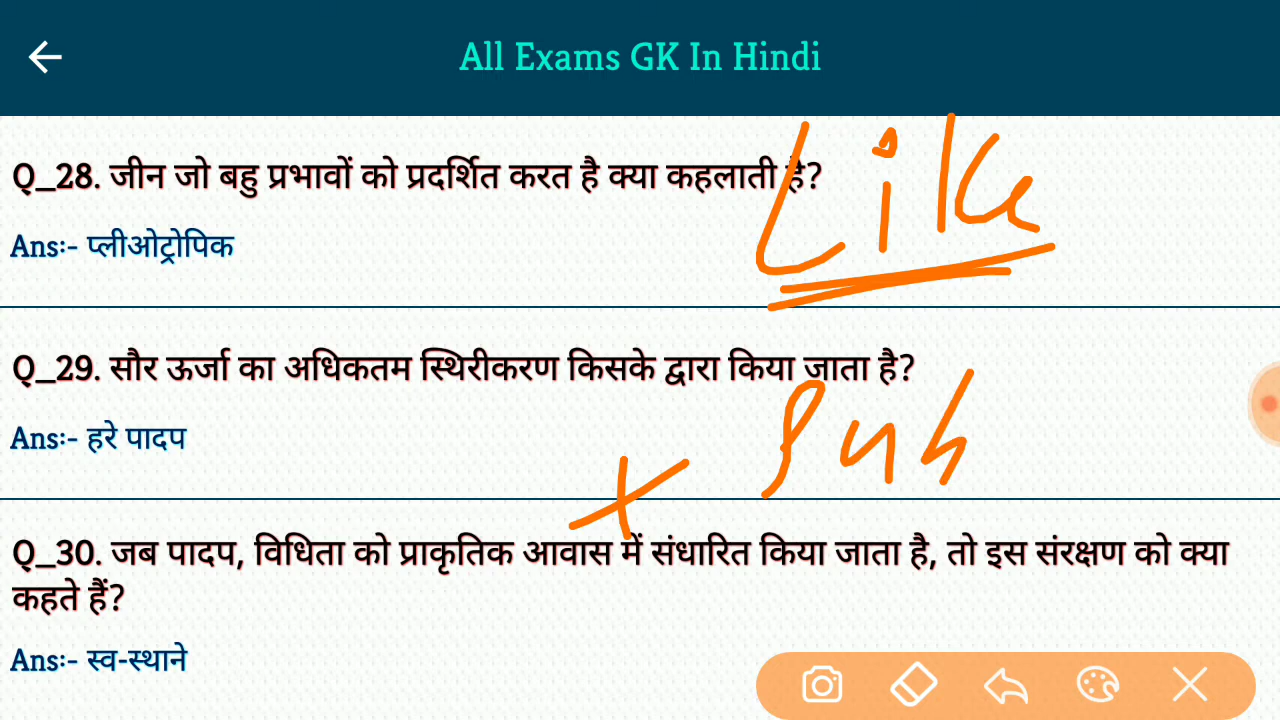 All Exams GK In Hindi
Q_28. जीन जो बहु प्रभावों को प्रदर्शित करत है क्या कहलाती है?
Like
Ans:- प्लीओट्रोपिक
Q_29. सौर ऊर्जा का अधिकतम स्थिरीकरण किसके द्वारा किया जाता है?
Ans:- हरे पादप
+ Sub
Q_30. जब पादप, विधिता को प्राकृतिक आवास में संधारित किया जाता है, तो इस संरक्षण को क्या
कहते हैं?
Ans:- स्व-स्थाने